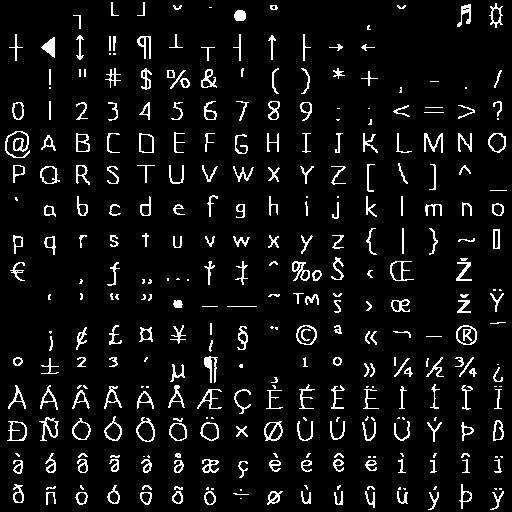 ┐ └ ┘ ˘ ˙ ● ° ˛ ˇ ♬ ☼
┼ ◀ ↕ ‼ ¶ ┴ ┬ ┤ ↑ ├ → ←
! " # $ % & ' ( ) * + , - . /
0 1 2 3 4 5 6 7 8 9 : ; < = > ?
@ A B C D E F G H I J K L M N O
P Q R S T U V W X Y Z [ \ ] ^ _
` a b c d e f g h i j k l m n o
p q r s t u v w x y z { | } ~ ▯
€ ‚ ƒ „ … † ‡ ˆ ‰ Š ‹ Œ Ž
‘ ’ “ ” • – — ˜ ™ š › œ ž Ÿ
¡ ¢ £ ¤ ¥ ¦ § ¨ © ª « ¬ - ® ¯
° ± ² ³ ´ µ ¶ · ¸ ¹ º » ¼ ½ ¾ ¿
À Á Â Ã Ä Å Æ Ç È É Ê Ë Ì Í Î Ï
Ð Ñ Ò Ó Ô Õ Ö × Ø Ù Ú Û Ü Ý Þ ß
à á â ã ä å æ ç è é ê ë ì í î ï
ð ñ ò ó ô õ ö ÷ ø ù ú û ü ý þ ÿ